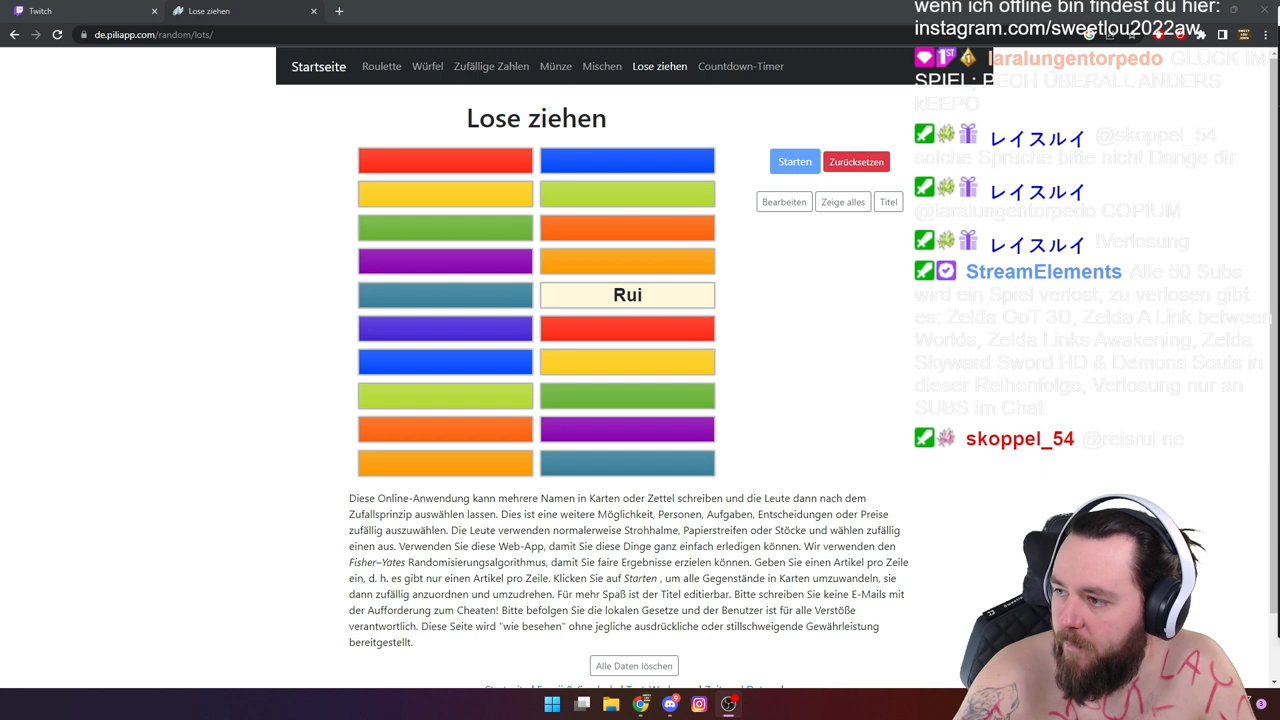 Twitch
Lose ziehen
de.piliapp.com/random/lots/
wenn ich offline bin findest du hier:
instagram.com/sweetlou2022aw
Startseite
Würfel
Zufällige Zahlen
Münze
Mischen
Lose ziehen
Countdown-Timer
Lose ziehen
Starten
Zurücksetzen
Bearbeiten
Zeige alles
Titel
Rui
Diese Online-Anwendung kann mehrere Namen in Karten oder Zettel schreiben und die Leute dann nach dem
Zufallsprinzip auswählen lassen. Dies ist eine weitere Möglichkeit, Personen, Aufgaben, Entscheidungen oder Preise
zufällig auszuwählen. Die Leute verwenden normalerweise Strohhalme, Papierstreifen oder Stöcke und wählen zufällig
einen aus. Verwenden Sie diese Web-App, damit Sie diese Dinge ganz einfach erledigen können. Wir verwenden den
Fisher–Yates Randomisierungsalgorithmus, damit Sie faire Ergebnisse erzielen können. Geben Sie einen Artikel pro Zeile
ein, d. h. es gibt nur einen Artikel pro Zeile. Klicken Sie auf Starten , um alle Gegenstände in Karten umzuwandeln, sie
dann zufällig anzuordnen und umzudrehen. Für mehr Spaß ist der Titel editierbar. Bitte schreiben Sie keine E-Mails mit
der Aufforderung zum Cheaten! Bitte befolgen Sie die lokalen Gesetze und der Benutzer ist für alle Verstöße
verantwortlich. Diese Seite wird "wie besehen" ohne jegliche ausdrückliche oder stillschweigende Gewährleistung
bereitgestellt.
Alle Daten löschen
laralungentorpedo GLÜCK IM
SPIEL; PECH ÜBERALL ANDERS
kEEPO
レイスルイ @skoppel_54
solche Sprüche bitte nicht Dange dir
レイスルイ
@laralungentorpedo COPIUM
レイスルイ !Verlosung
StreamElements Alle 50 Subs
wird ein Spiel verlost, zu verlosen gibt
es: Zelda OoT 3D, Zelda A Link between
Worlds, Zelda Links Awakening, Zelda
Skyward Sword HD & Demons Souls in
dieser Reihenfolge, Verlosung nur an
SUBS im Chat.
skoppel_54 @reisrui ne